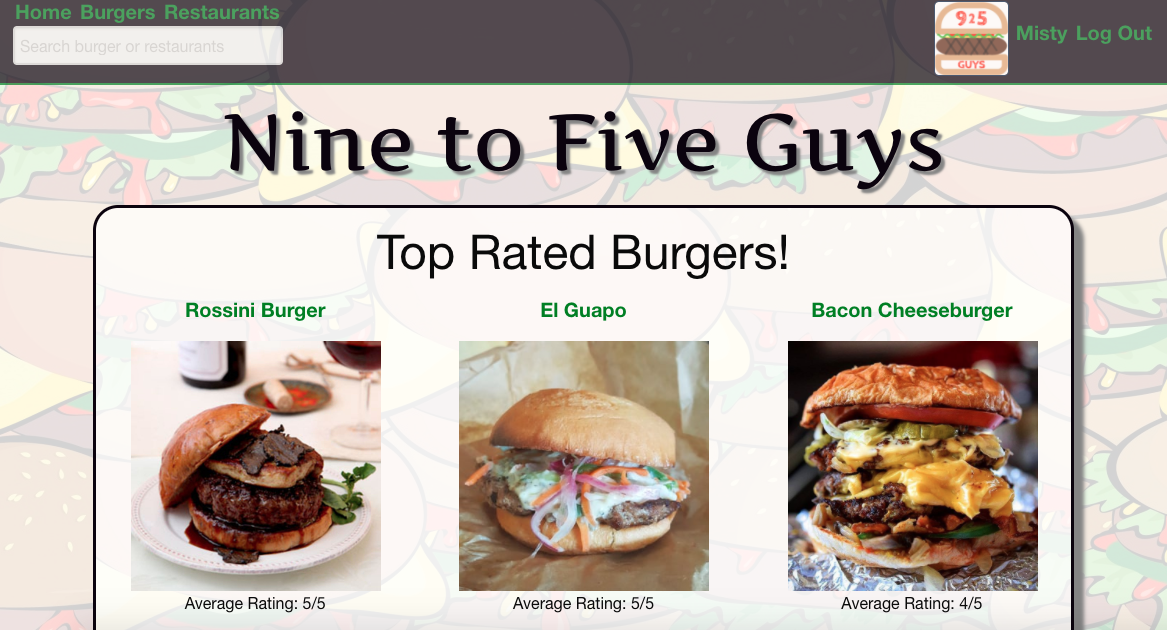 Home Burgers Restaurants
Search burger or restaurants
925
GUYS
Misty Log Out
Nine to Five Guys
Top Rated Burgers!
Rossini Burger
El Guapo
Bacon Cheeseburger
Average Rating: 5/5
Average Rating: 5/5
Average Rating: 4/5